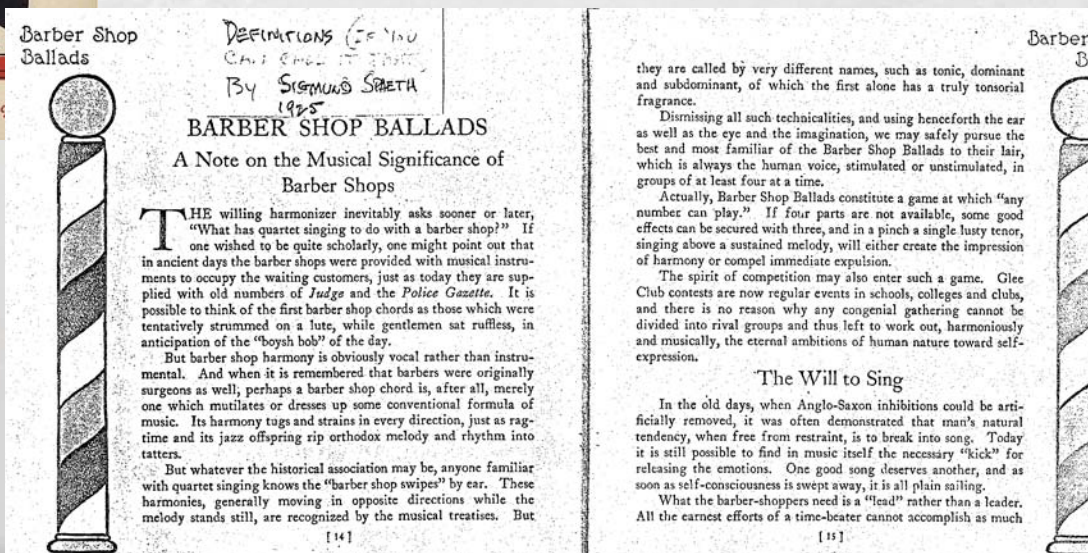 Barber Shop
Ballads
DEFINITIONS (IF YOU
CAN CALL IT THAT)
By SIGMUND SPAETH
1925
BARBER SHOP BALLADS
A Note on the Musical Significance of
Barber Shops
THE willing harmonizer inevitably asks sooner or later,
"What has quartet singing to do with a barber shop?" If
one wished to be quite scholarly, one might point out that
in ancient days the barber shops were provided with musical instru-
ments to occupy the waiting customers, just as today they are sup-
plied with old numbers of Judge and the Police Gazette. It is
possible to think of the first barber shop chords as those which were
tentatively strummed on a lute, while gentlemen sat ruffless, in
anticipation of the "boysh bob" of the day.
But barber shop harmony is obviously vocal rather than instru-
mental. And when it is remembered that barbers were originally
surgeons as well, perhaps a barber shop chord is, after all, merely
one which mutilates or dresses up some conventional formula of
music. Its harmony tugs and strains in every direction, just as rag-
time and its jazz offspring rip orthodox melody and rhythm into
tatters.
But whatever the historical association may be, anyone familiar
with quartet singing knows the "barber shop swipes" by ear. These
harmonies, generally moving in opposite directions while the
melody stands still, are recognized by the musical treatises. But
[ 14 ]
Barber
B
they are called by very different names, such as tonic, dominant
and subdominant, of which the first alone has a truly tonsorial
fragrance.
Dismissing all such technicalities, and using henceforth the ear
as well as the eye and the imagination, we may safely pursue the
best and most familiar of the Barber Shop Ballads to their lair,
which is always the human voice, stimulated or unstimulated, in
groups of at least four at a time.
Actually, Barber Shop Ballads constitute a game at which "any
number can play." If four parts are not available, some good
effects can be secured with three, and in a pinch a single lusty tenor,
singing above a sustained melody, will either create the impression
of harmony or compel immediate expulsion.
The spirit of competition may also enter such a game. Glee
Club contests are now regular events in schools, colleges and clubs,
and there is no reason why any congenial gathering cannot be
divided into rival groups and thus left to work out, harmoniously
and musically, the eternal ambitions of human nature toward self-
expression.
The Will to Sing
In the old days, when Anglo-Saxon inhibitions could be arti-
ficially removed, it was often demonstrated that man's natural
tendency, when free from restraint, is to break into song. Today
it is still possible to find in music itself the necessary "kick" for
releasing the emotions. One good song deserves another, and as
soon as self-consciousness is swept away, it is all plain sailing.
What the barber-shoppers need is a "lead" rather than a leader.
All the earnest efforts of a time-beater cannot accomplish as much
[ 15 ]